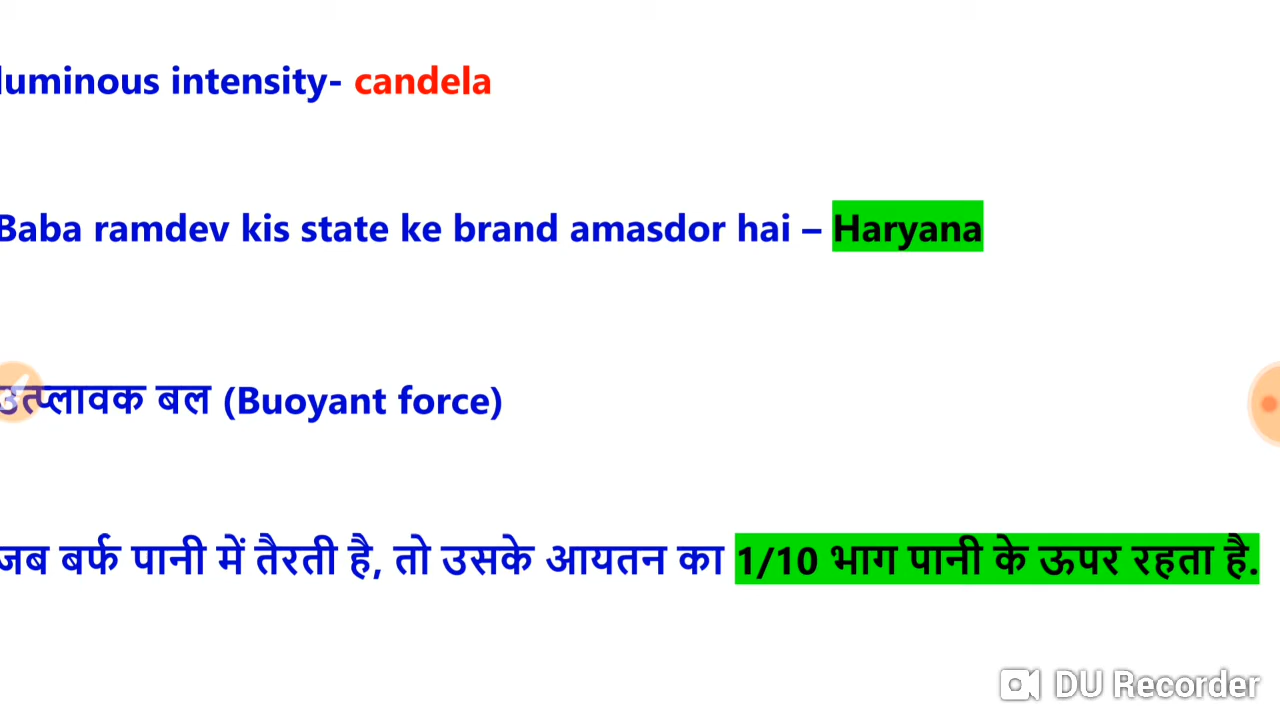 luminous intensity- candela
Baba ramdev kis state ke brand amasdor hai – Haryana
उत्प्लावक बल (Buoyant force)
जब बर्फ पानी में तैरती है, तो उसके आयतन का 1/10 भाग पानी के ऊपर रहता है.
DU Recorder